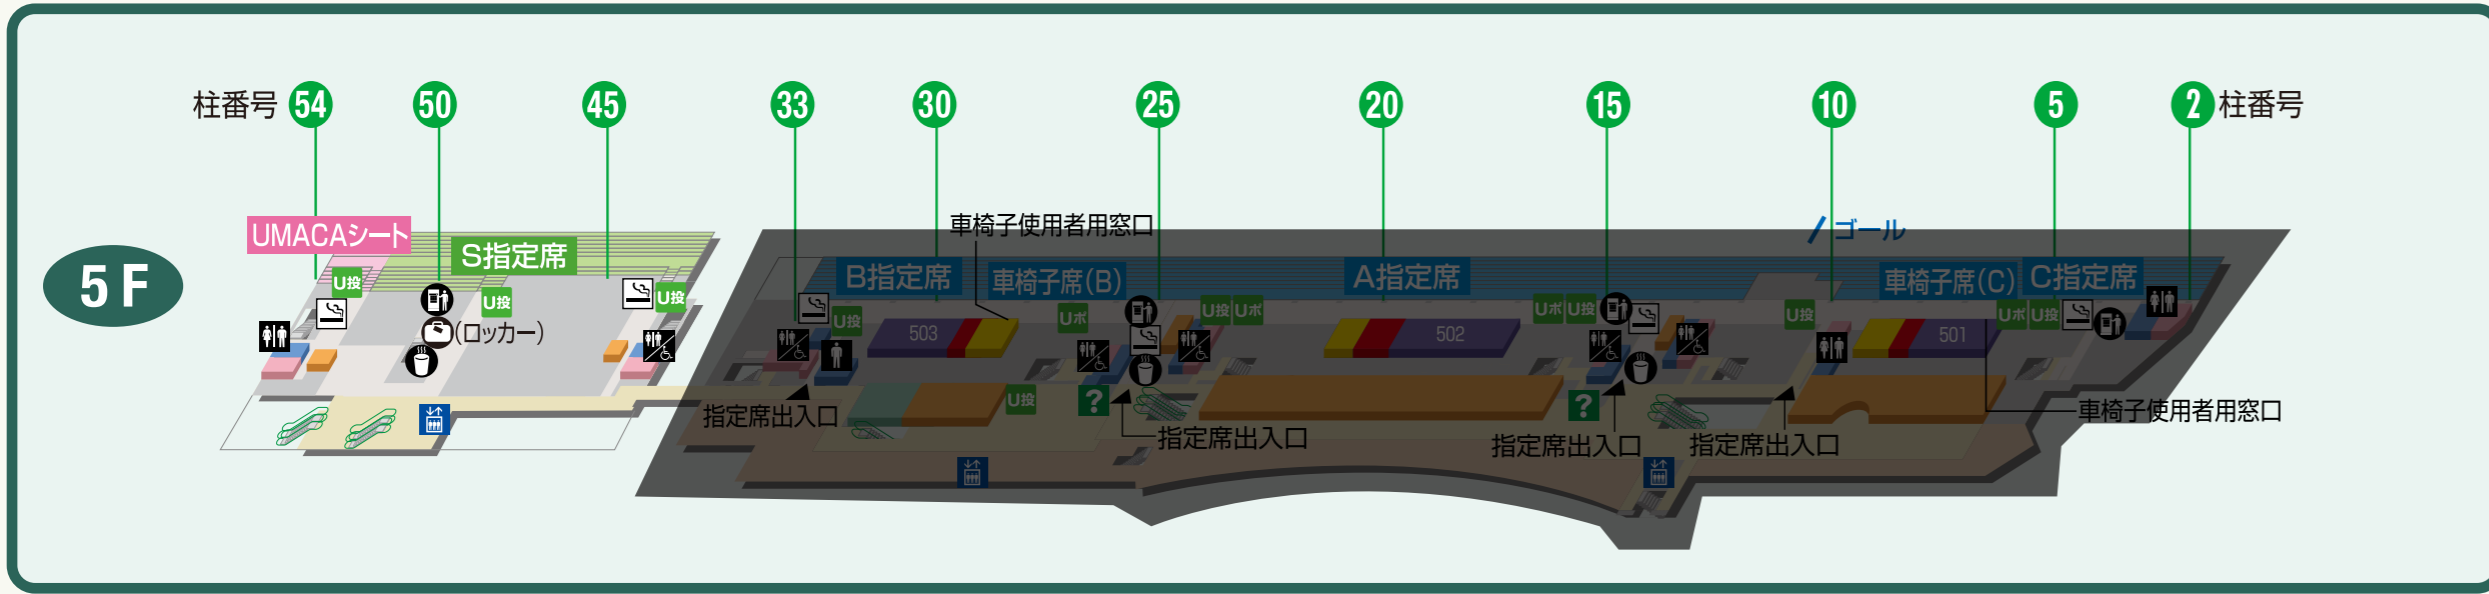 柱番号 54 50 45 33 30 25 20 15 10 5 2 柱番号
UMACAシート
S指定席
車椅子使用者用窓口
ゴール
5F
B指定席
車椅子席(B)
A指定席
車椅子席(C)
C指定席
U投
U投
U投
U投
Uポ
U投
Uポ
Uポ
U投
U投
Uポ
U投
(ロッカー)
503
502
501
U投
?
?
指定席出入口
指定席出入口
指定席出入口
指定席出入口
車椅子使用者用窓口